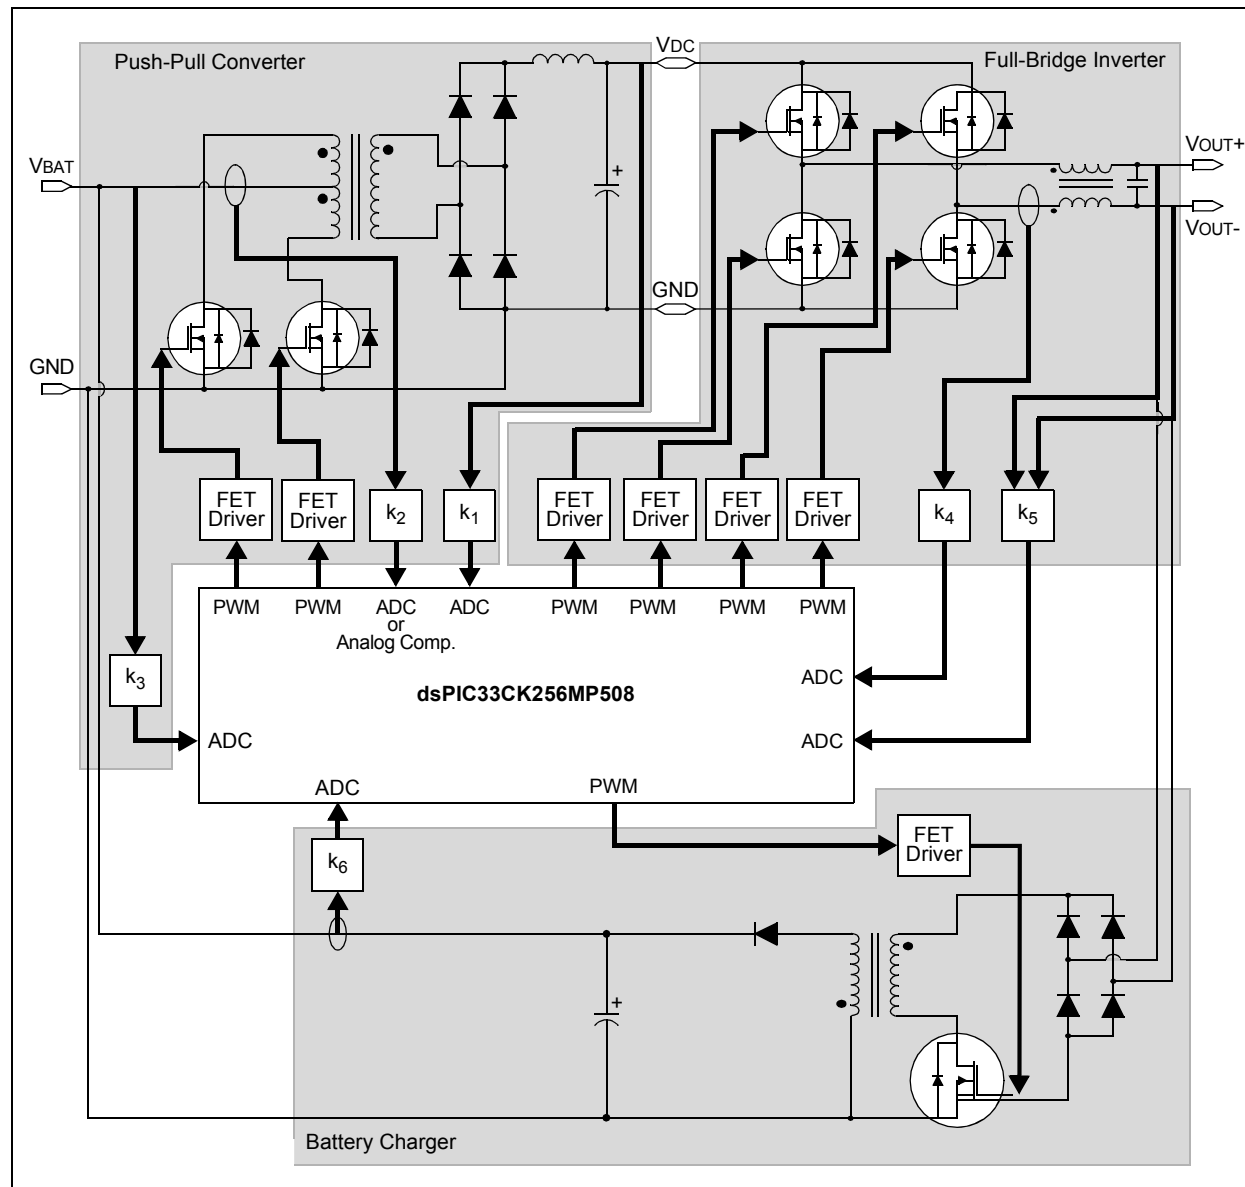 Push-Pull Converter
VDC
Full-Bridge Inverter
+
VBAT
VOUT+
VOUT-
GND
GND
FET
Driver
FET
Driver
k2
k1
FET
Driver
FET
Driver
FET
Driver
FET
Driver
k4
k5
PWM
PWM
ADC
or
Analog Comp.
ADC
PWM
PWM
PWM
PWM
k3
ADC
dsPIC33CK256MP508
ADC
ADC
ADC
PWM
k6
FET
Driver
+
Battery Charger